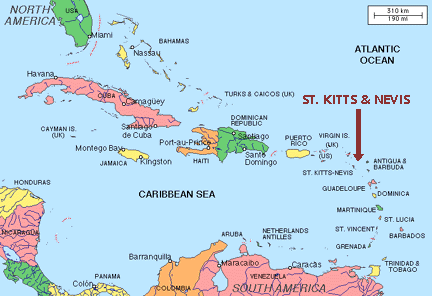 NORTH
AMERICA
USA
Miami
310 km
190 mi
Nassau
BAHAMAS
ATLANTIC
OCEAN
Havana
CUBA
Camagüey
TURKS & CAICOS (UK)
ST. KITTS & NEVIS
Santiago
de Cuba
DOMINICAN
REPUBLIC
Santiago
CAYMAN IS.
(UK)
Port-au-Prince
PUERTO
RICO
VIRGIN IS.
(UK)
(US)
Montego Bay
JAMAICA
Kingston
HAITI
Santo
Domingo
ANTIGUA &
BARBUDA
ST. KITTS-NEVIS
GUADELOUPE
HONDURAS
CARIBBEAN SEA
DOMINICA
MARTINIQUE
ST. LUCIA
NICARAGUA
ARUBA
NETHERLANDS
ANTILLES
ST. VINCENT
BARBADOS
GRENADA
Barranquilla
Maracaibo
Caracás
TRINIDAD &
TOBAGO
PANAMA
Colón
COLOMBIA
VENEZUELA
SOUTH AMERICA